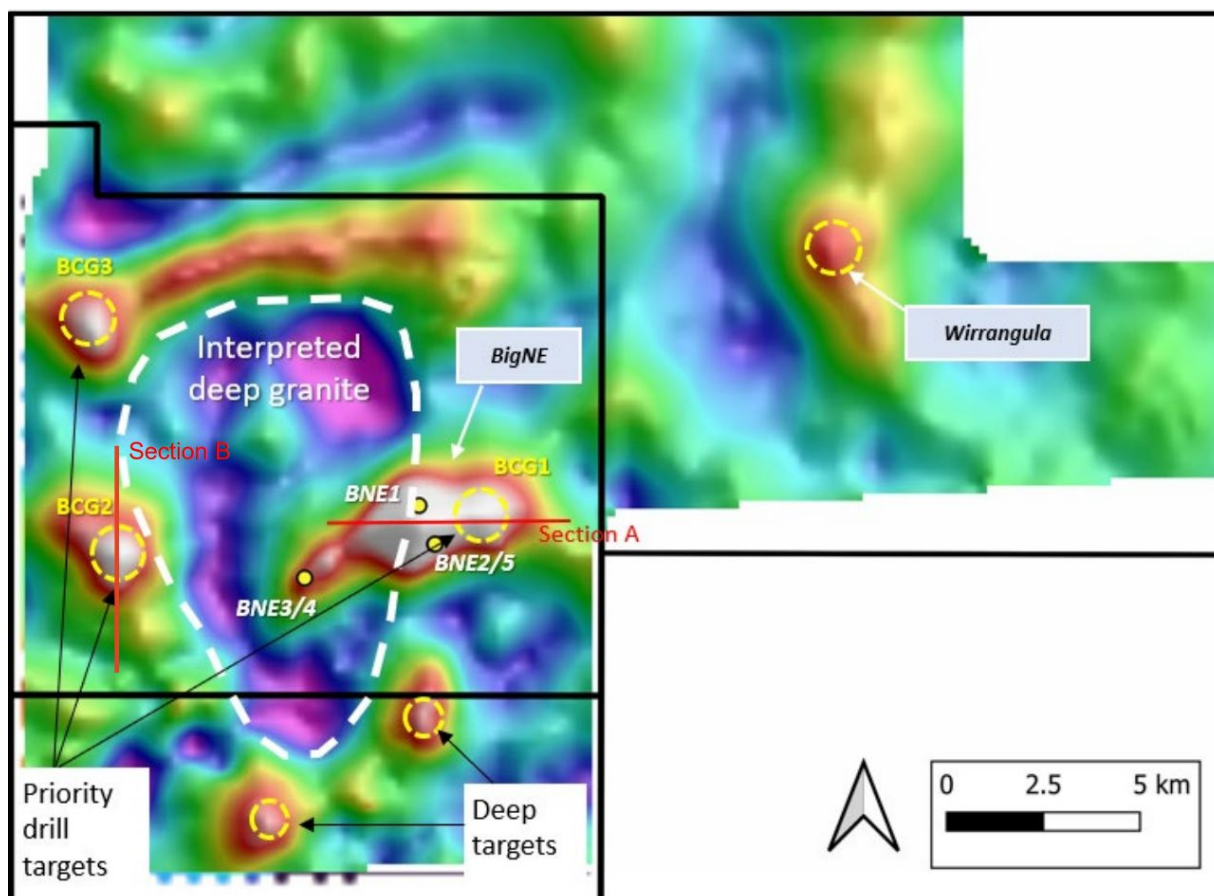 BCG3
Interpreted
deep granite
BigNE
Wirrangula
Section B
BCG1
BCG2
BNE1
Section A
BNE2/5
BNE3/4
Priority
drill
targets
Deep
targets
0 2.5 5 km